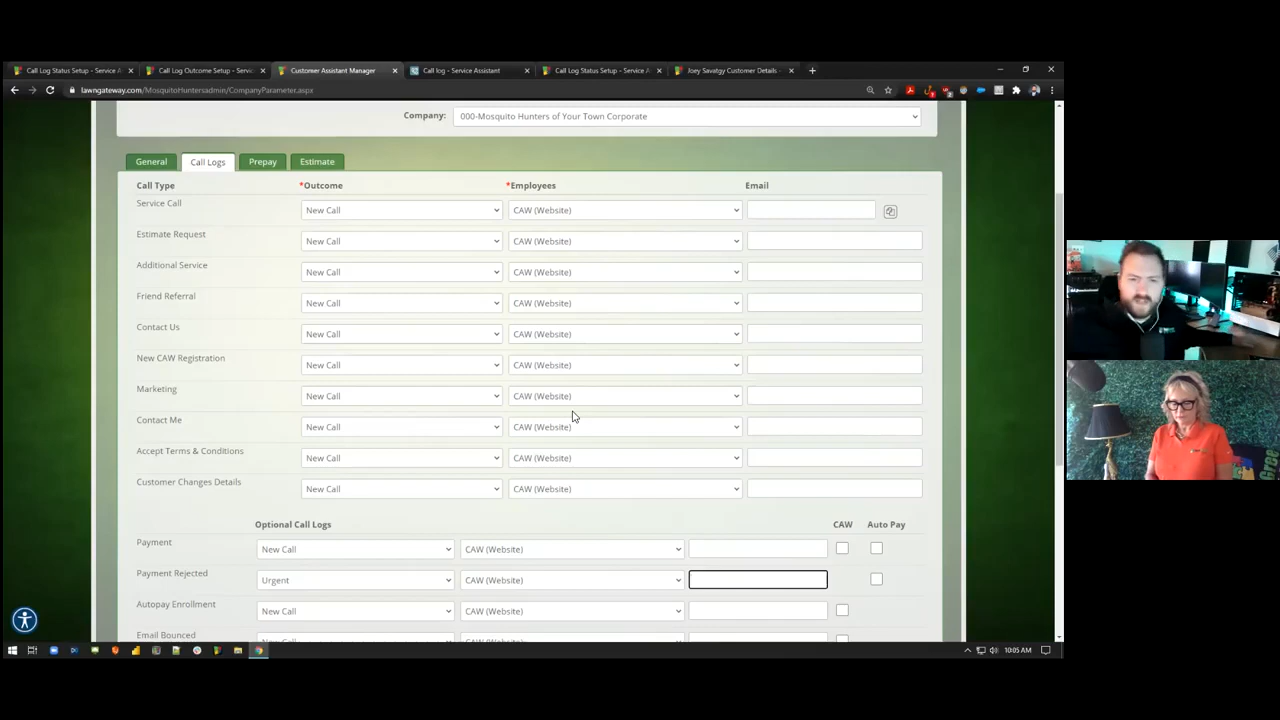 Call Log Status Setup - Service A
Call Log Outcome Setup - Servic
Customer Assistant Manager
Call log - Service Assistant
Call Log Status Setup - Service A
Joey Savatgy Customer Details -
lawngateway.com/MosquitoHuntersadmin/CompanyParameter.aspx
Company: 000-Mosquito Hunters of Your Town Corporate
General Call Logs Prepay Estimate
Call Type *Outcome *Employees Email
Service Call New Call CAW (Website)
Estimate Request New Call CAW (Website)
Additional Service New Call CAW (Website)
Friend Referral New Call CAW (Website)
Contact Us New Call CAW (Website)
New CAW Registration New Call CAW (Website)
Marketing New Call CAW (Website)
Contact Me New Call CAW (Website)
Accept Terms & Conditions New Call CAW (Website)
Customer Changes Details New Call CAW (Website)
Optional Call Logs CAW Auto Pay
Payment New Call CAW (Website)
Payment Rejected Urgent CAW (Website)
Autopay Enrollment New Call CAW (Website)
Email Bounced New Call CAW (Website)
10:05 AM